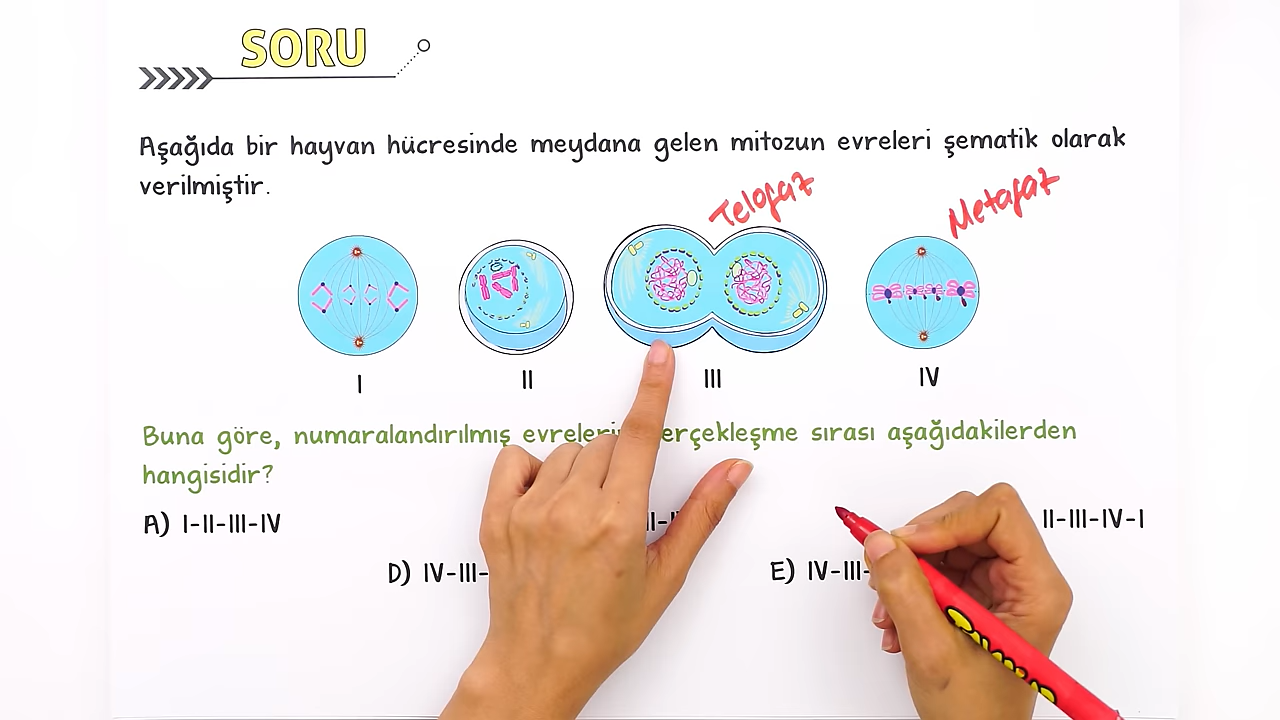 SORU
Aşağıda bir hayvan hücresinde meydana gelen mitozun evreleri şematik olarak
verilmiştir.
Telofaz
Metafaz
I
II
III
IV
Buna göre, numaralandırılmış evrelerin gerçekleşme sırası aşağıdakilerden
hangisidir?
A) I-II-III-IV
II-III-IV-I
D) IV-III-
E) IV-III-